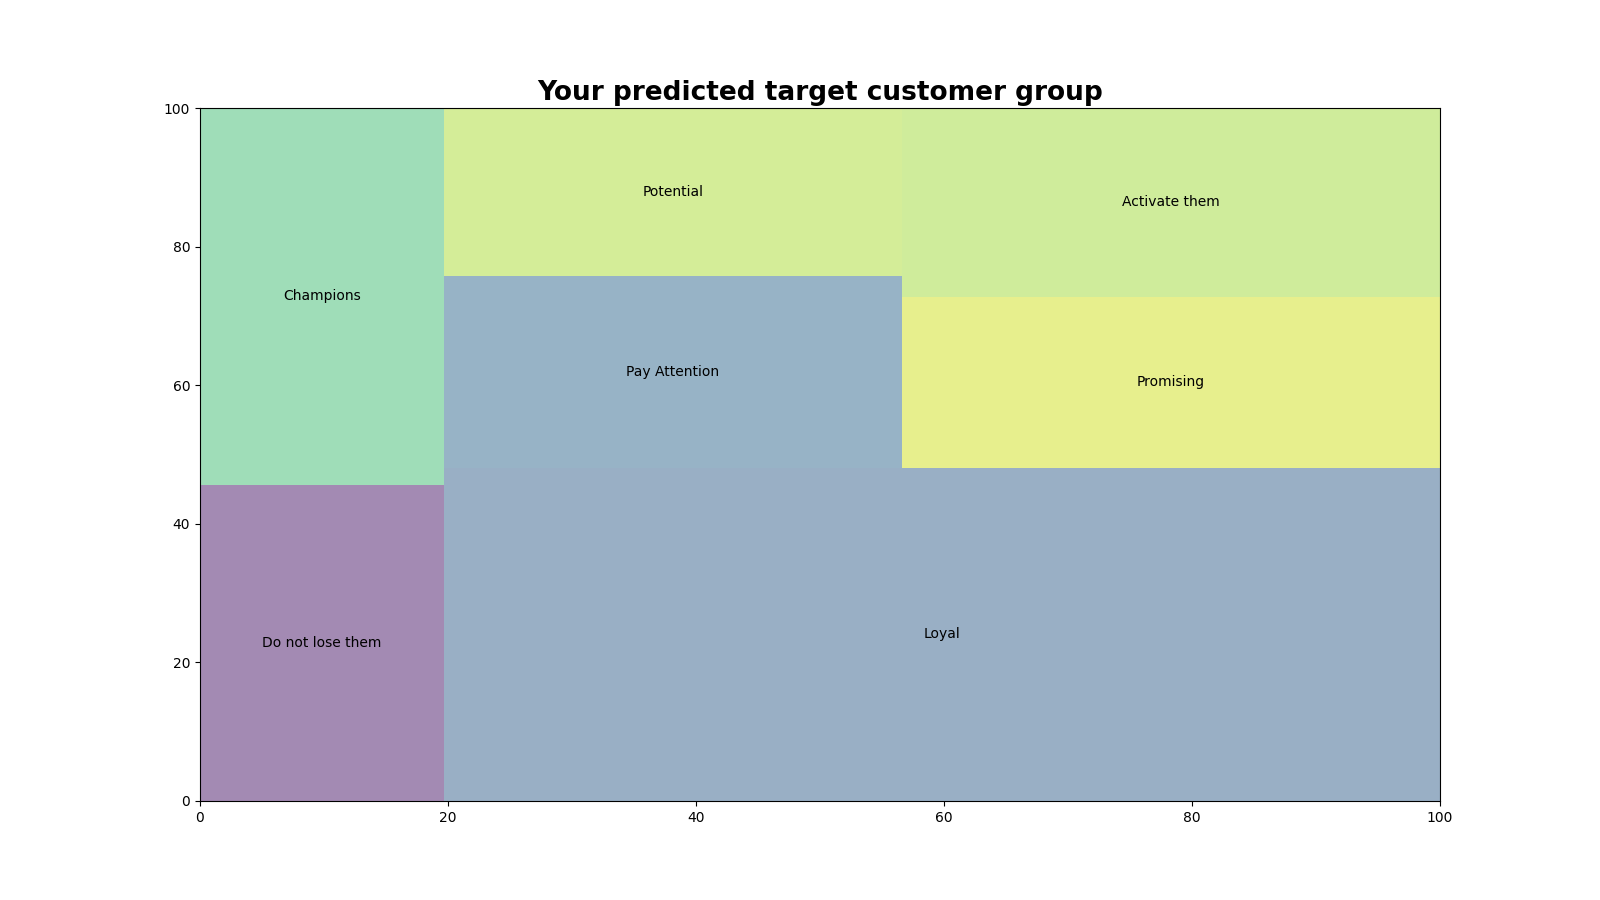 Your predicted target customer group
100
80
60
40
20
0
Potential
Activate them
Champions
Pay Attention
Promising
Do not lose them
Loyal
0 20 40 60 80 100